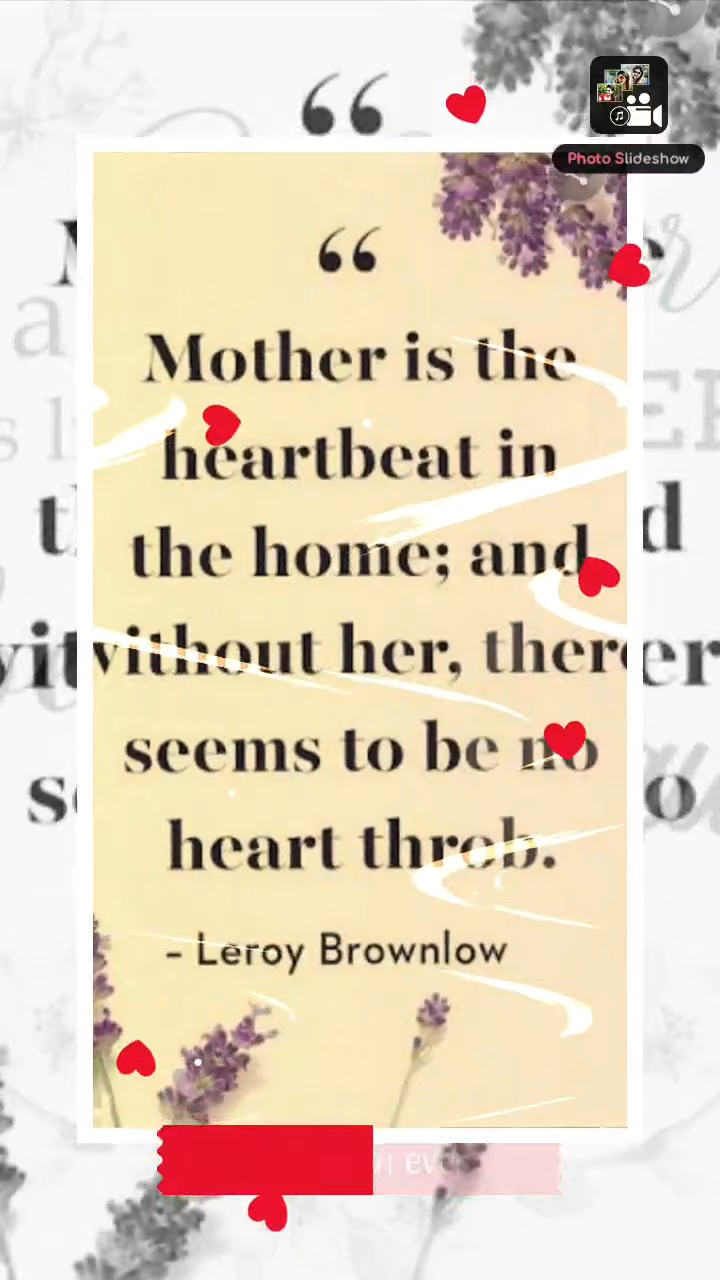 Photo Slideshow
“
Mother is the
heartbeat in
the home; and
without her, there
seems to be no
heart throb.
- Leroy Brownlow